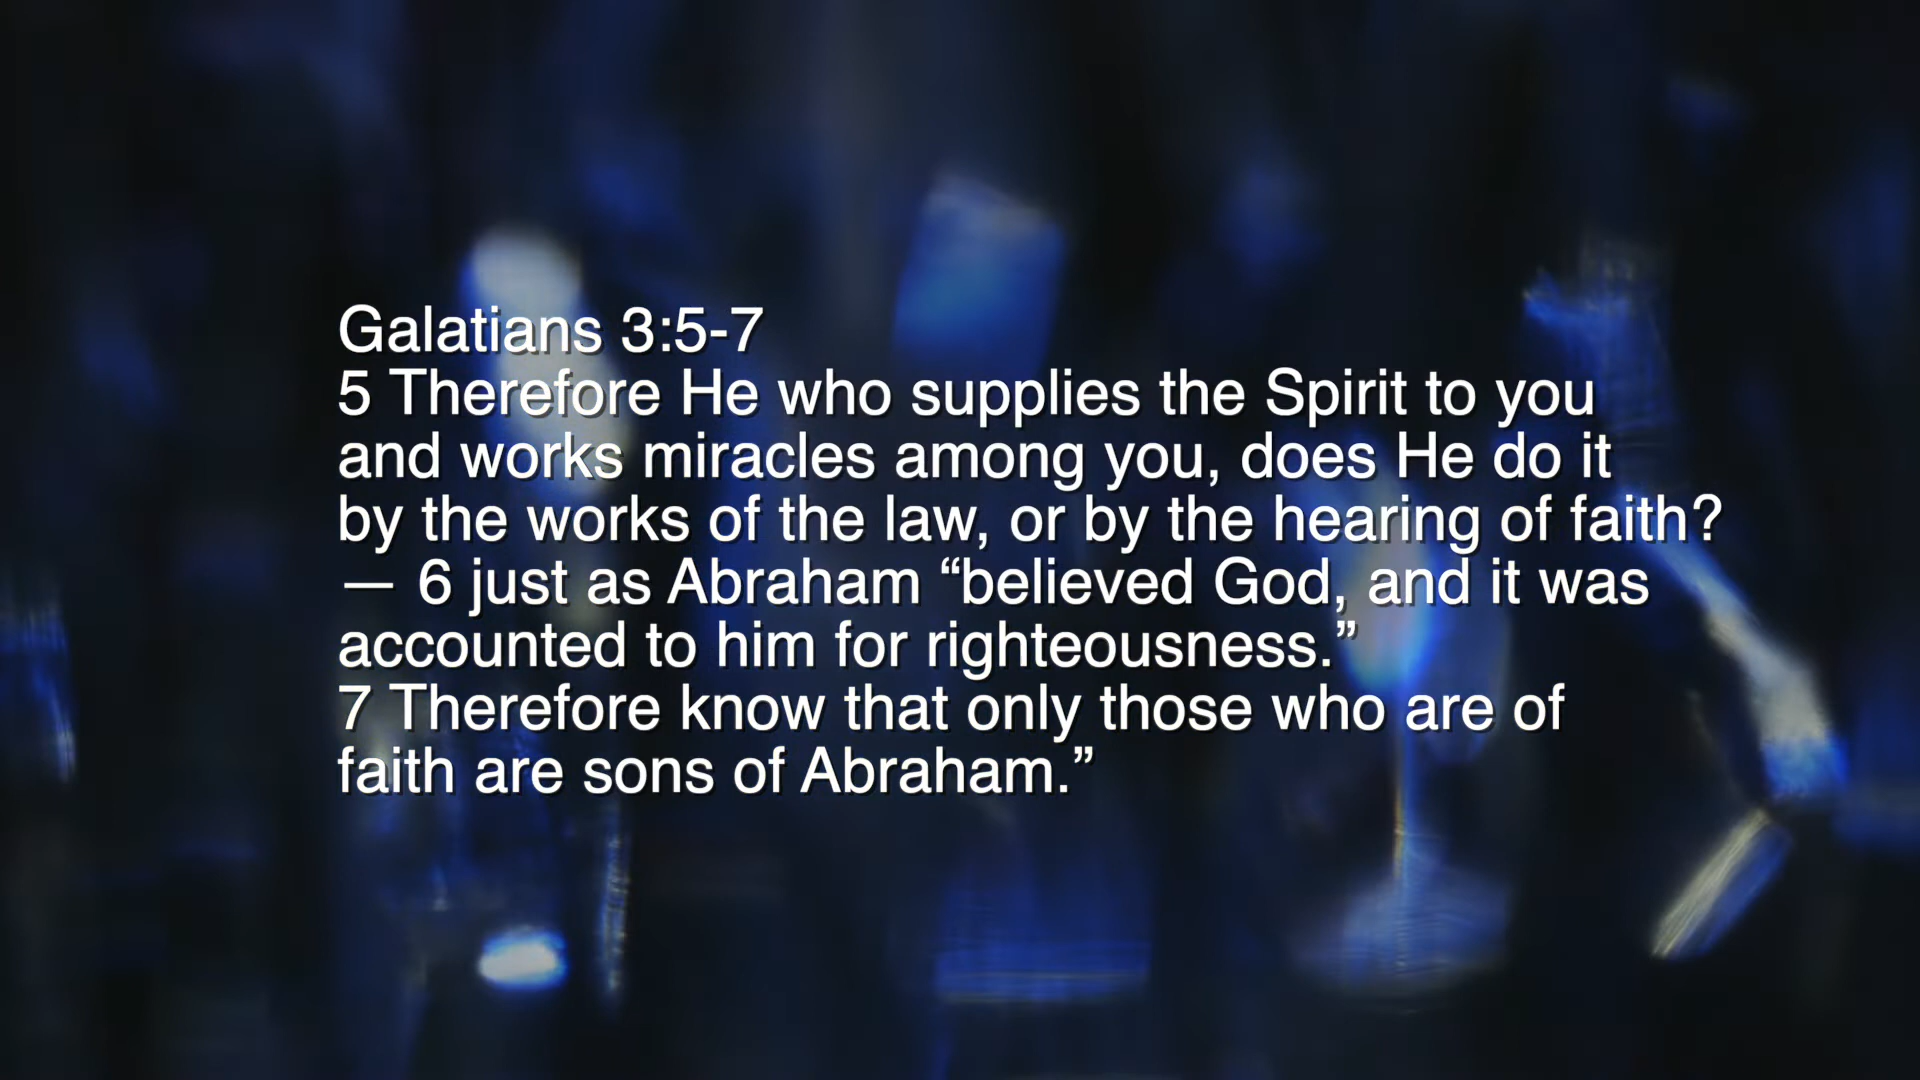 Galatians 3:5-7
5 Therefore He who supplies the Spirit to you
and works miracles among you, does He do it
by the works of the law, or by the hearing of faith?
— 6 just as Abraham “believed God, and it was
accounted to him for righteousness.”
7 Therefore know that only those who are of
faith are sons of Abraham.”